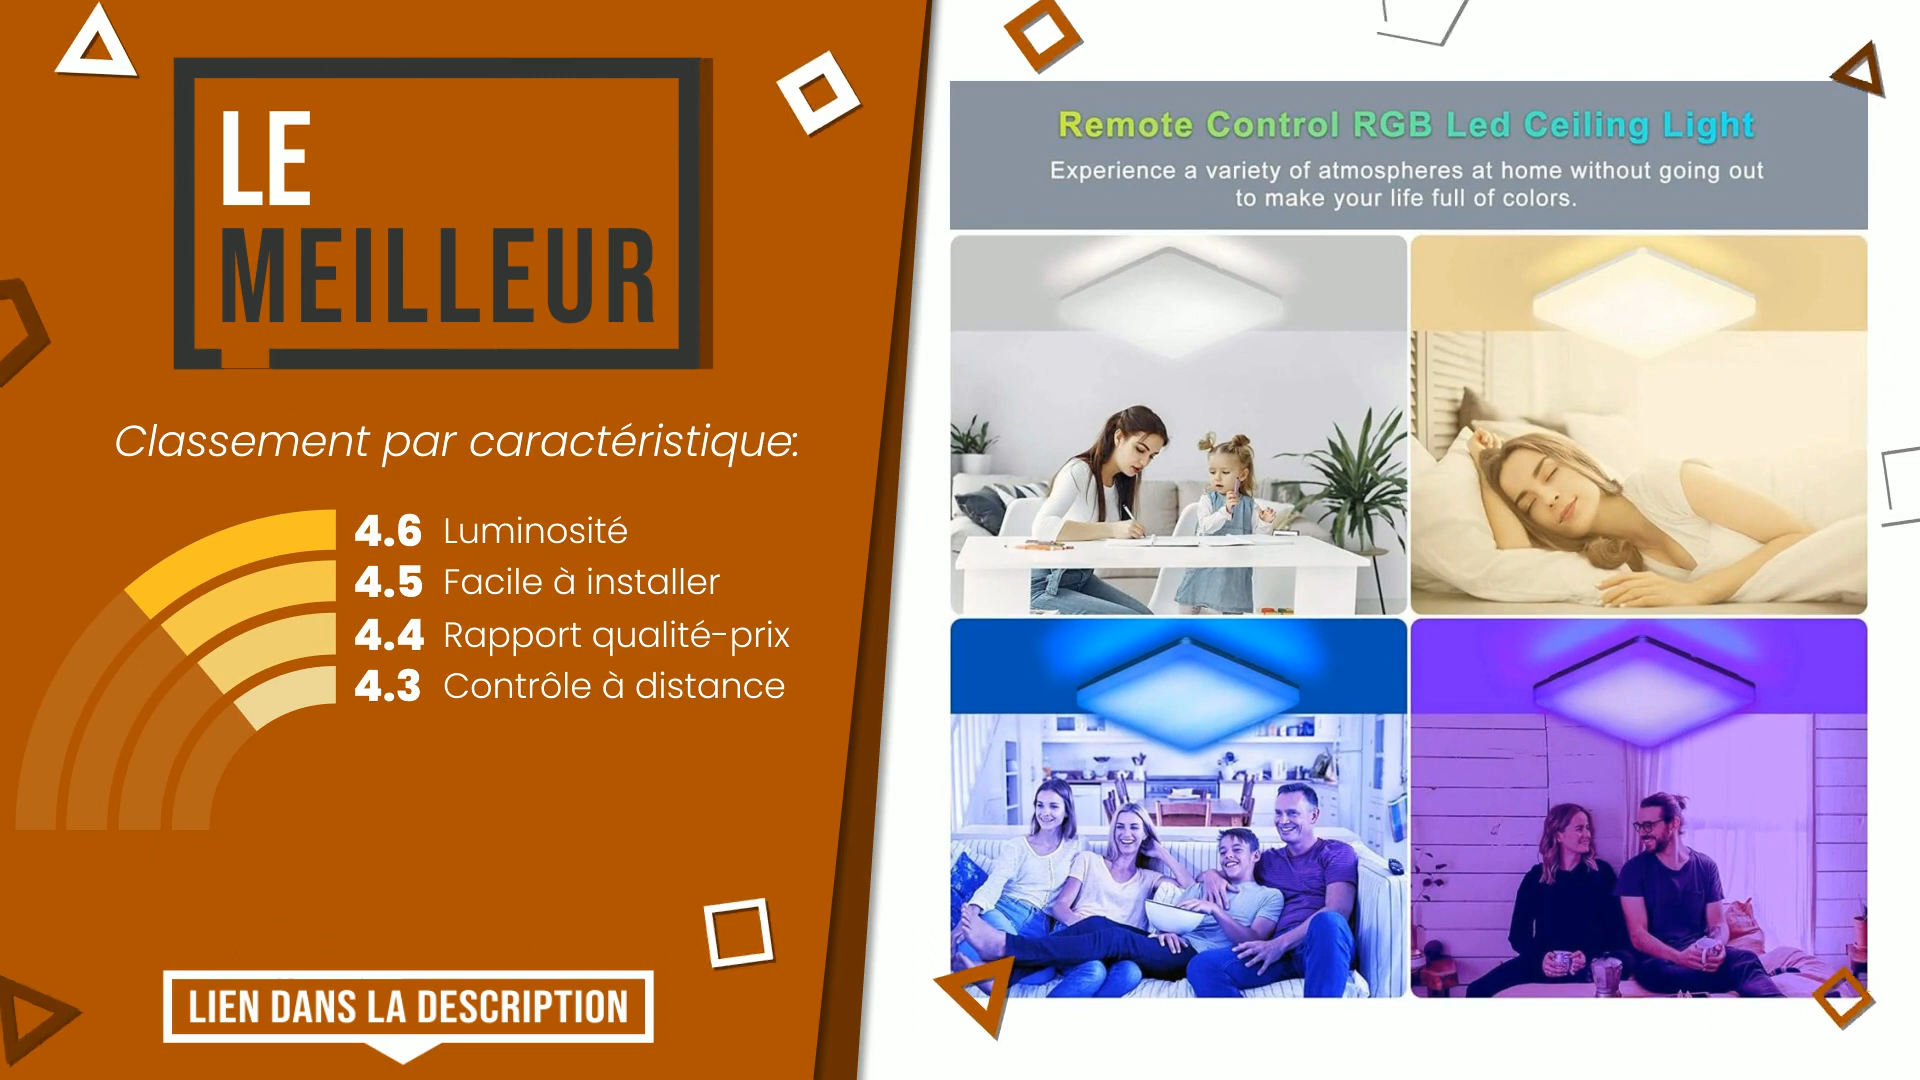 LE
MEILLEUR
Classement par caractéristique:
4.6 Luminosité
4.5 Facile à installer
4.4 Rapport qualité-prix
4.3 Contrôle à distance
LIEN DANS LA DESCRIPTION
Remote Control RGB Led Ceiling Light
Experience a variety of atmospheres at home without going out
to make your life full of colors.